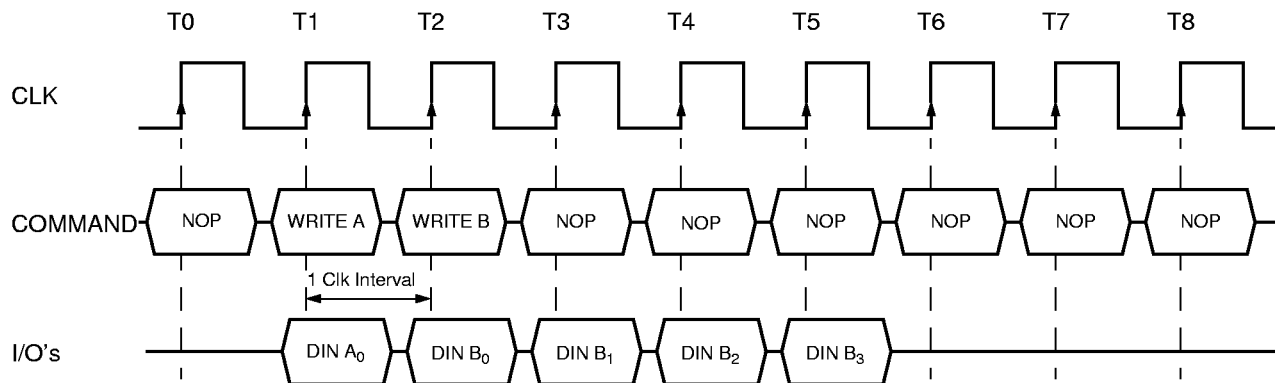 T0 T1 T2 T3 T4 T5 T6 T7 T8
CLK
COMMAND NOP WRITE A WRITE B NOP NOP NOP NOP NOP NOP
1 Clk Interval
I/O's DIN A0 DIN B0 DIN B1 DIN B2 DIN B3